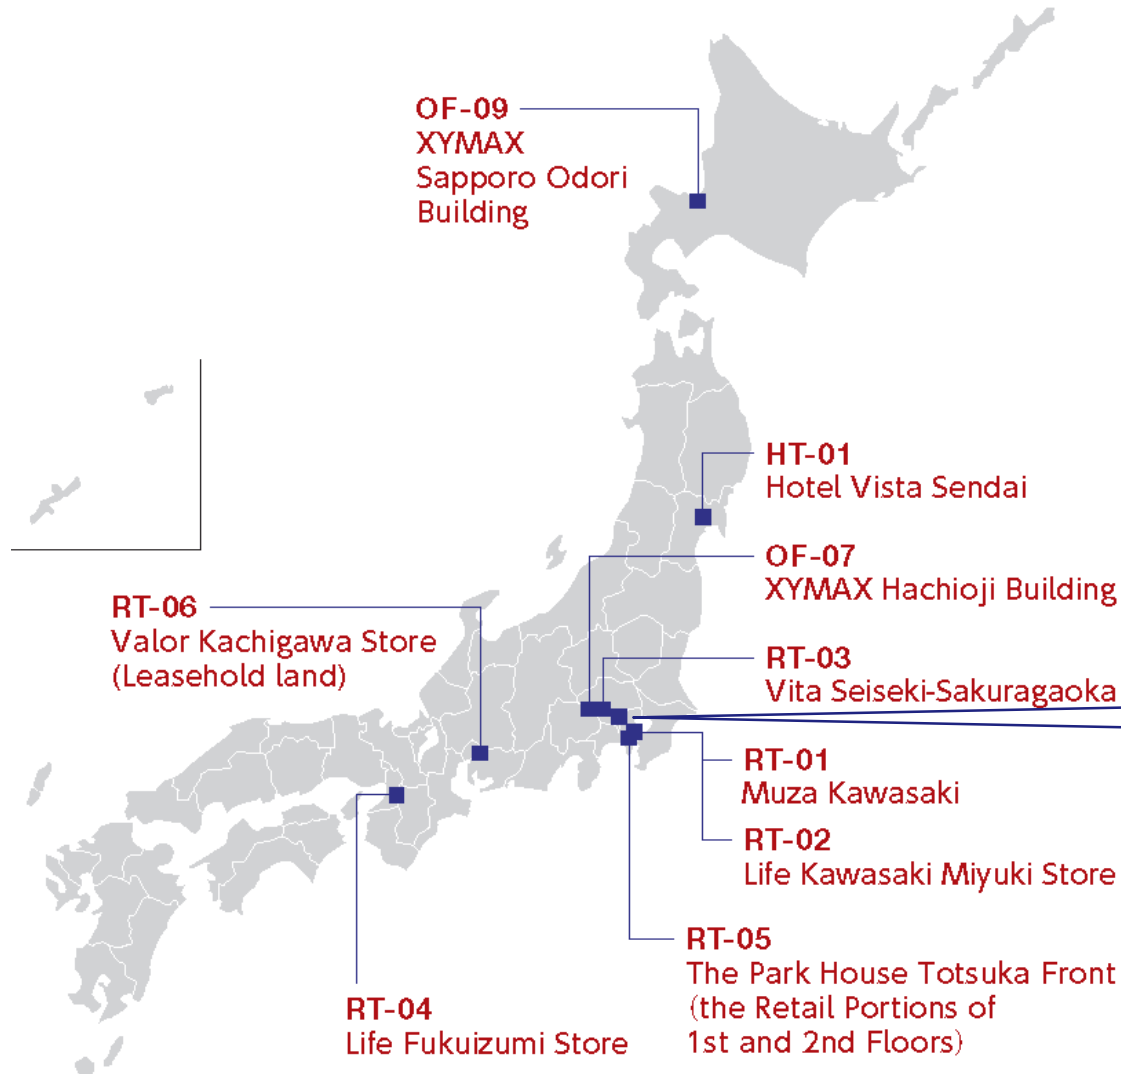 OF-09
XYMAX
Sapporo Odori
Building
HT-01
Hotel Vista Sendai
OF-07
XYMAX Hachioji Building
RT-06
Valor Kachigawa Store
(Leasehold land)
RT-03
Vita Seiseki-Sakuragaoka
RT-01
Muza Kawasaki
RT-02
Life Kawasaki Miyuki Store
RT-05
The Park House Totsuka Front
(the Retail Portions of
1st and 2nd Floors)
RT-04
Life Fukuizumi Store